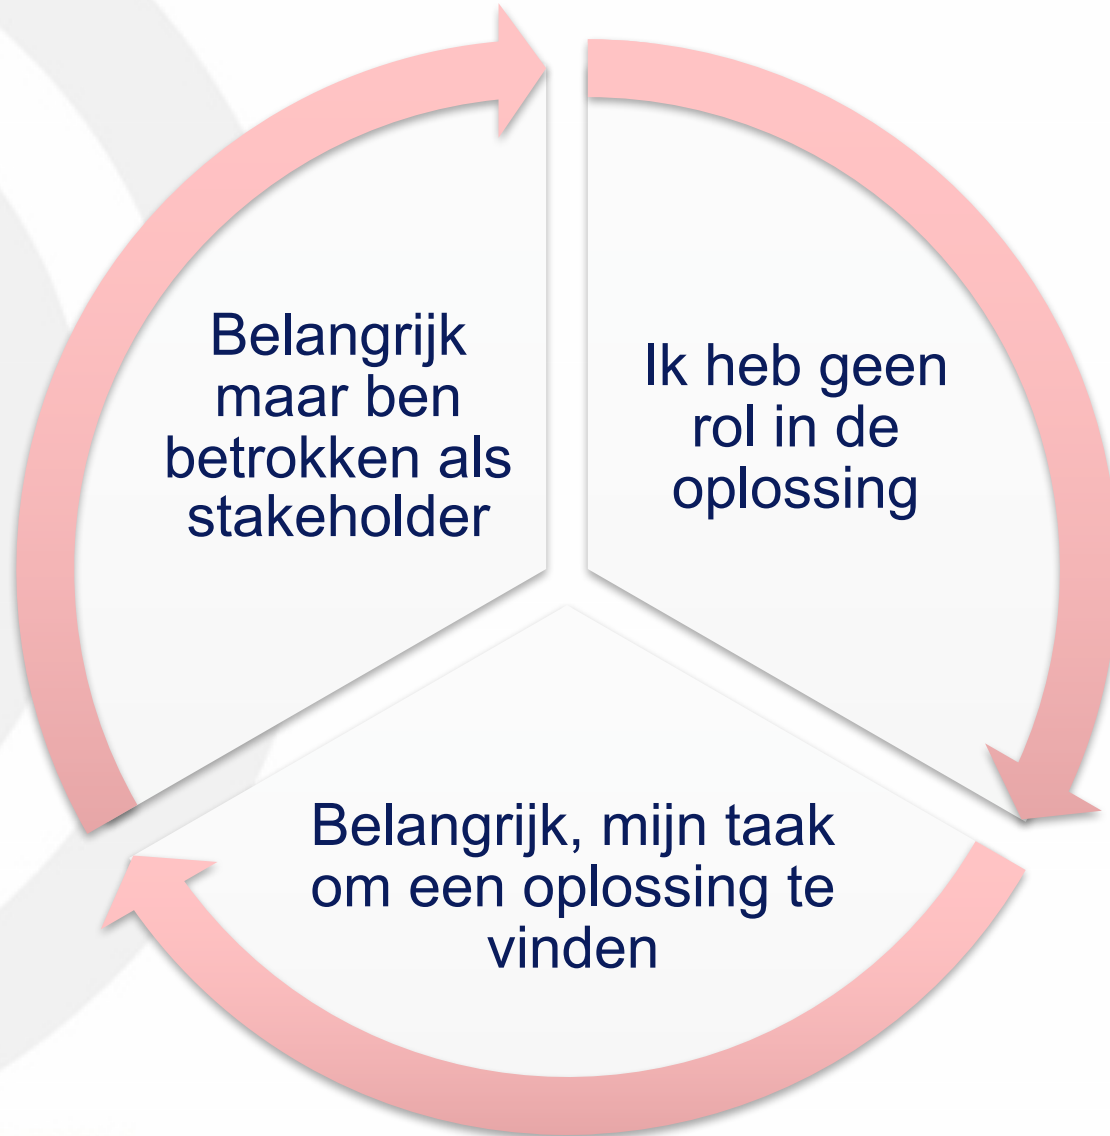 Belangrijk
maar ben
betrokken als
stakeholder
Ik heb geen
rol in de
oplossing
Belangrijk, mijn taak
om een oplossing te
vinden